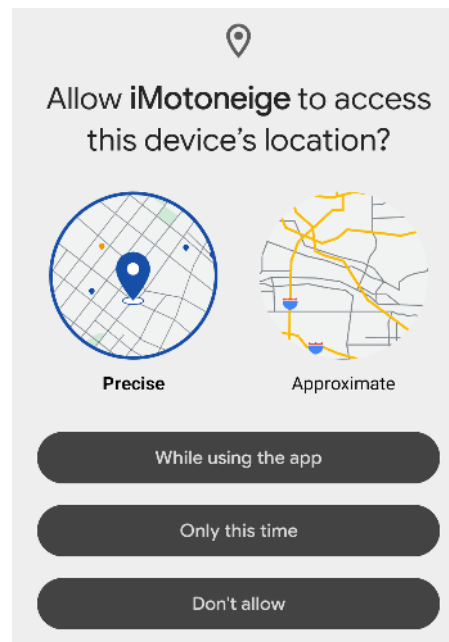 Allow iMotoneige to access
this device's location?
Precise
Approximate
While using the app
Only this time
Don't allow